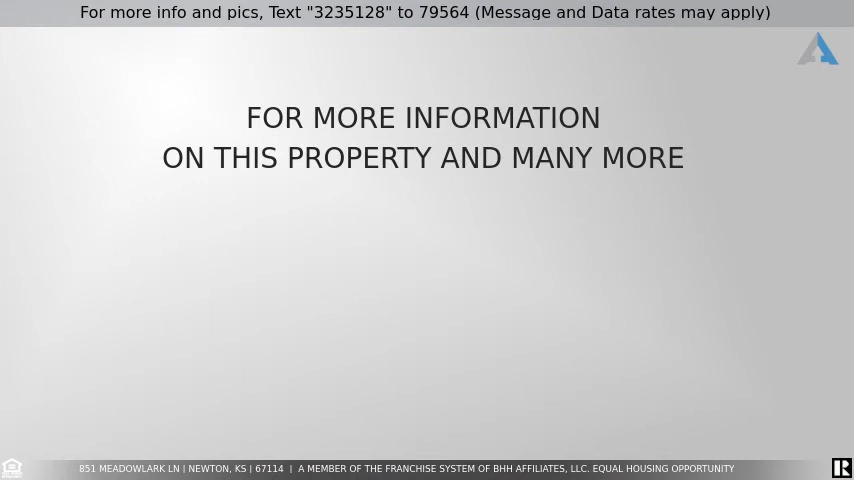 For more info and pics, Text "3235128" to 79564 (Message and Data rates may apply)
FOR MORE INFORMATION
ON THIS PROPERTY AND MANY MORE
851 MEADOWLARK LN | NEWTON, KS | 67114 | A MEMBER OF THE FRANCHISE SYSTEM OF BHH AFFILIATES, LLC. EQUAL HOUSING OPPORTUNITY